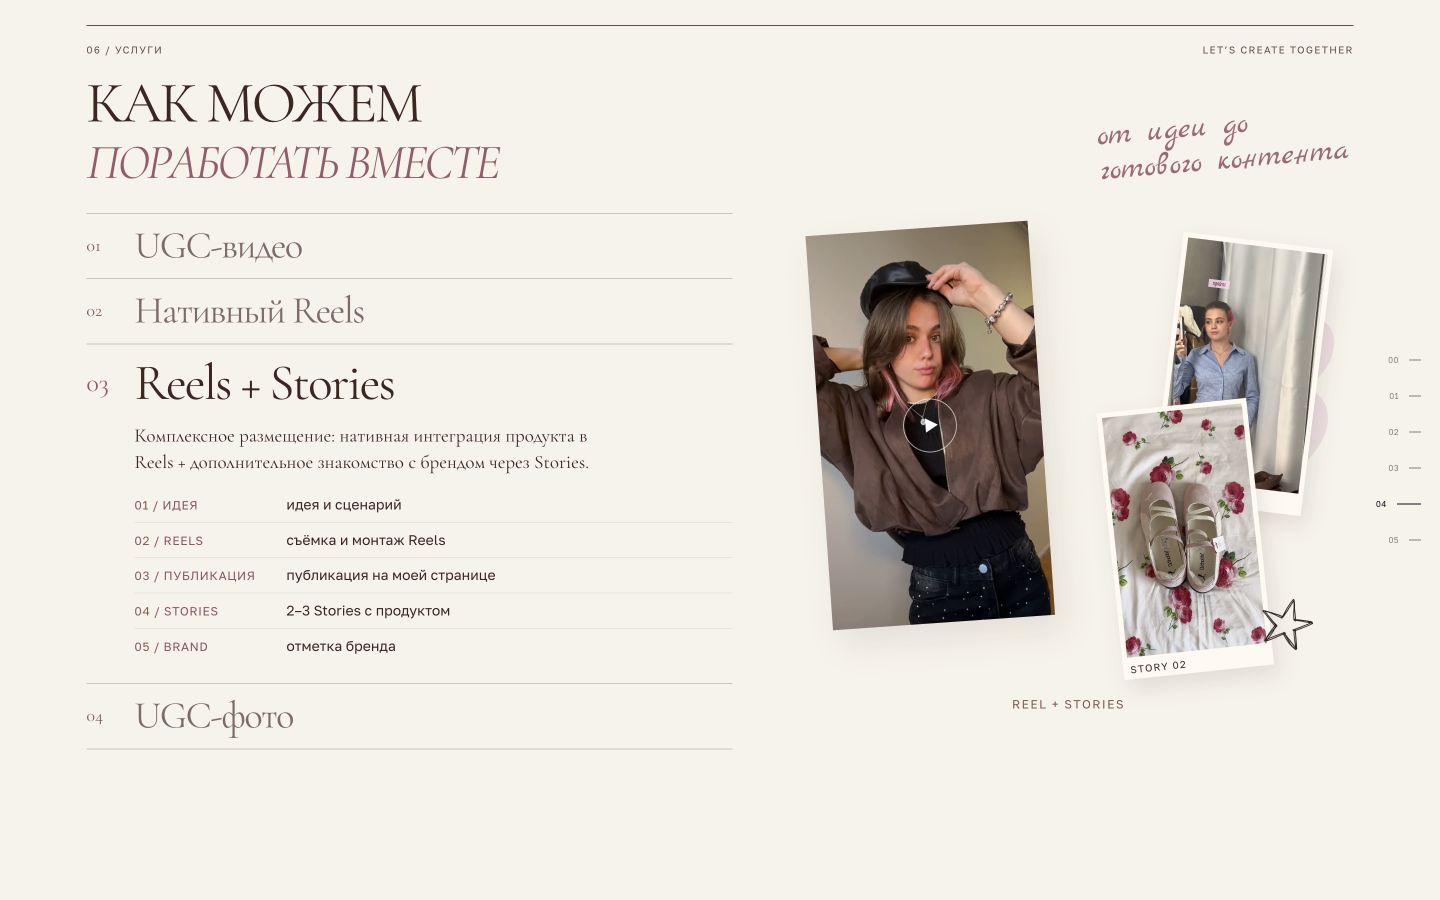 06 / УСЛУГИ
LET'S CREATE TOGETHER
КАК МОЖЕМ
ПОРАБОТАТЬ ВМЕСТЕ
от идеи до
готового контента
01 UGC-видео
02 Нативный Reels
03 Reels + Stories
Комплексное размещение: нативная интеграция продукта в
Reels + дополнительное знакомство с брендом через Stories.
01 / ИДЕЯ идея и сценарий
02 / REELS съёмка и монтаж Reels
03 / ПУБЛИКАЦИЯ публикация на моей странице
04 / STORIES 2–3 Stories с продуктом
05 / BRAND отметка бренда
04 UGC-фото
STORY 02
REEL + STORIES
00
01
02
03
04
05